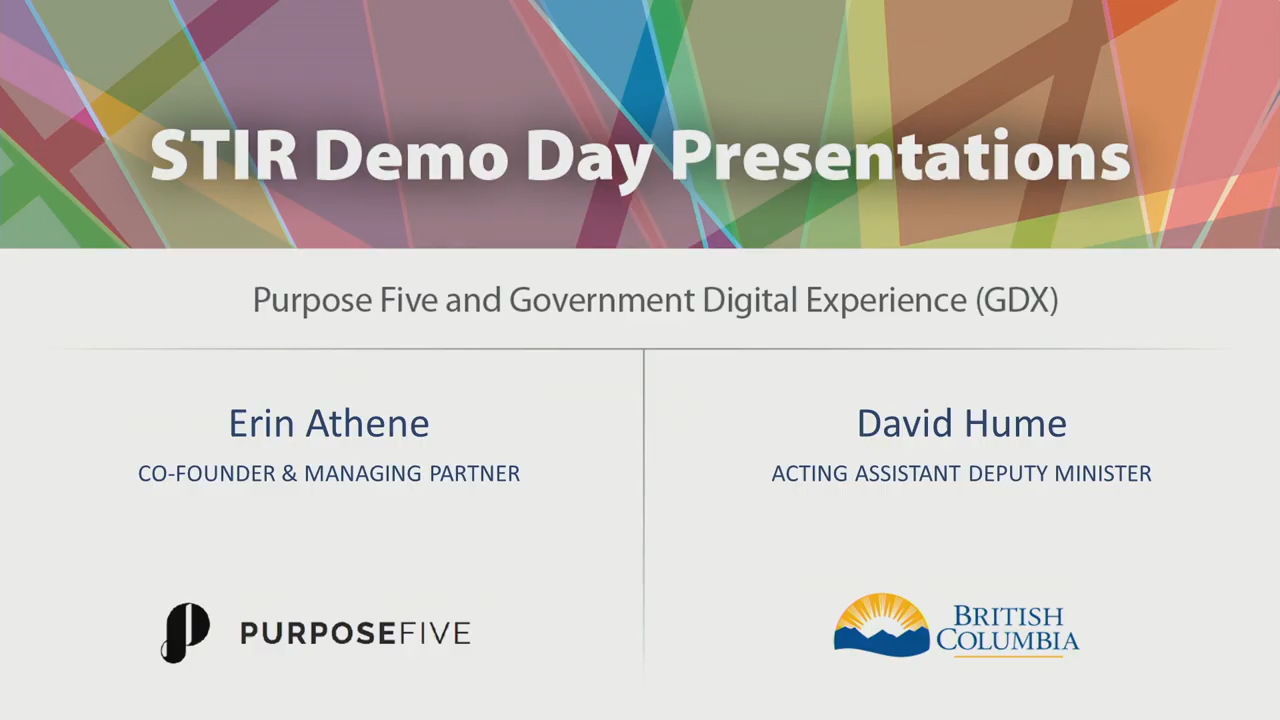 STIR Demo Day Presentations
Purpose Five and Government Digital Experience (GDX)
Erin Athene
CO-FOUNDER & MANAGING PARTNER
PURPOSEFIVE
David Hume
ACTING ASSISTANT DEPUTY MINISTER
BRITISH
COLUMBIA